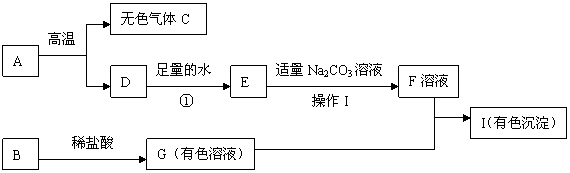 无色气体 C
高温
A
足量的水
适量 Na₂CO₃溶液
D
E
F 溶液
①
操作 I
I(有色沉淀)
稀盐酸
B
G (有色溶液)